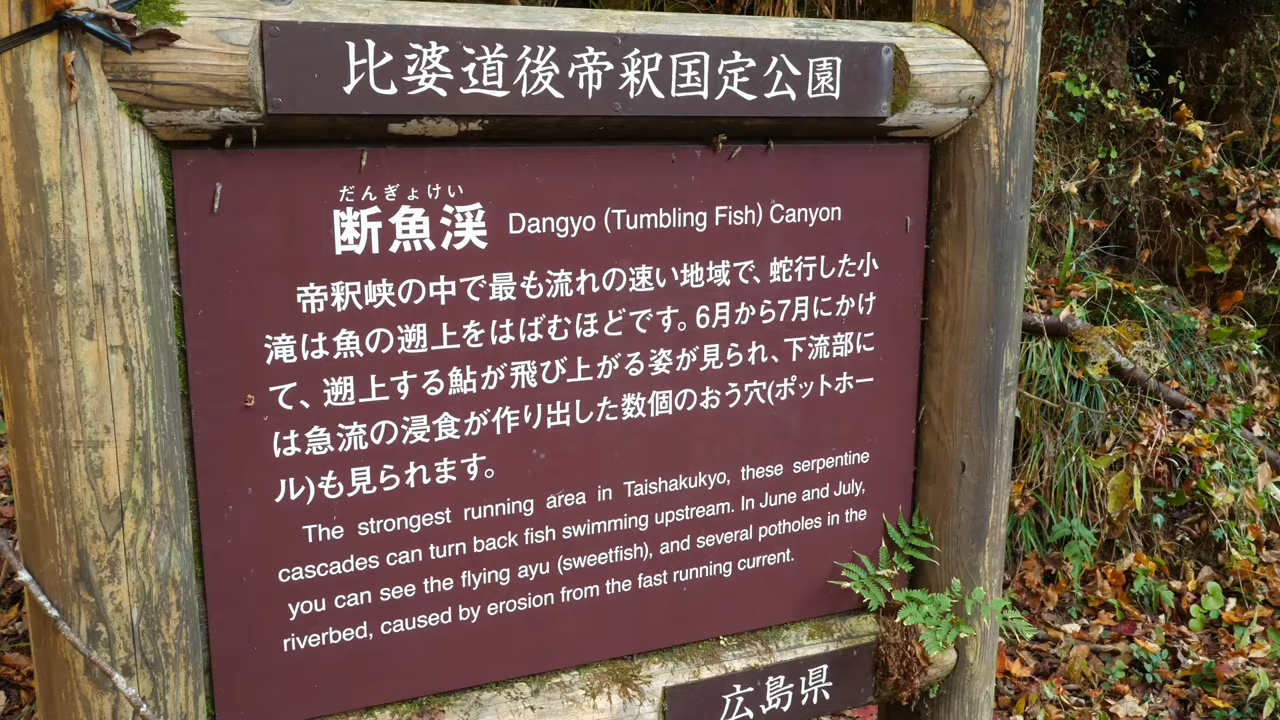 比婆道後帝釈国定公園
だんぎょけい
断魚渓 Dangyo (Tumbling Fish) Canyon
帝釈峡の中で最も流れの速い地域で、蛇行した小
滝は魚の遡上をはばむほどです。6月から7月にかけ
て、遡上する鮎が飛び上がる姿が見られ、下流部に
は急流の浸食が作り出した数個のおう穴(ポットホー
ル)も見られます。
The strongest running area in Taishakukyo, these serpentine
cascades can turn back fish swimming upstream. In June and July,
you can see the flying ayu (sweetfish), and several potholes in the
riverbed, caused by erosion from the fast running current.
広島県